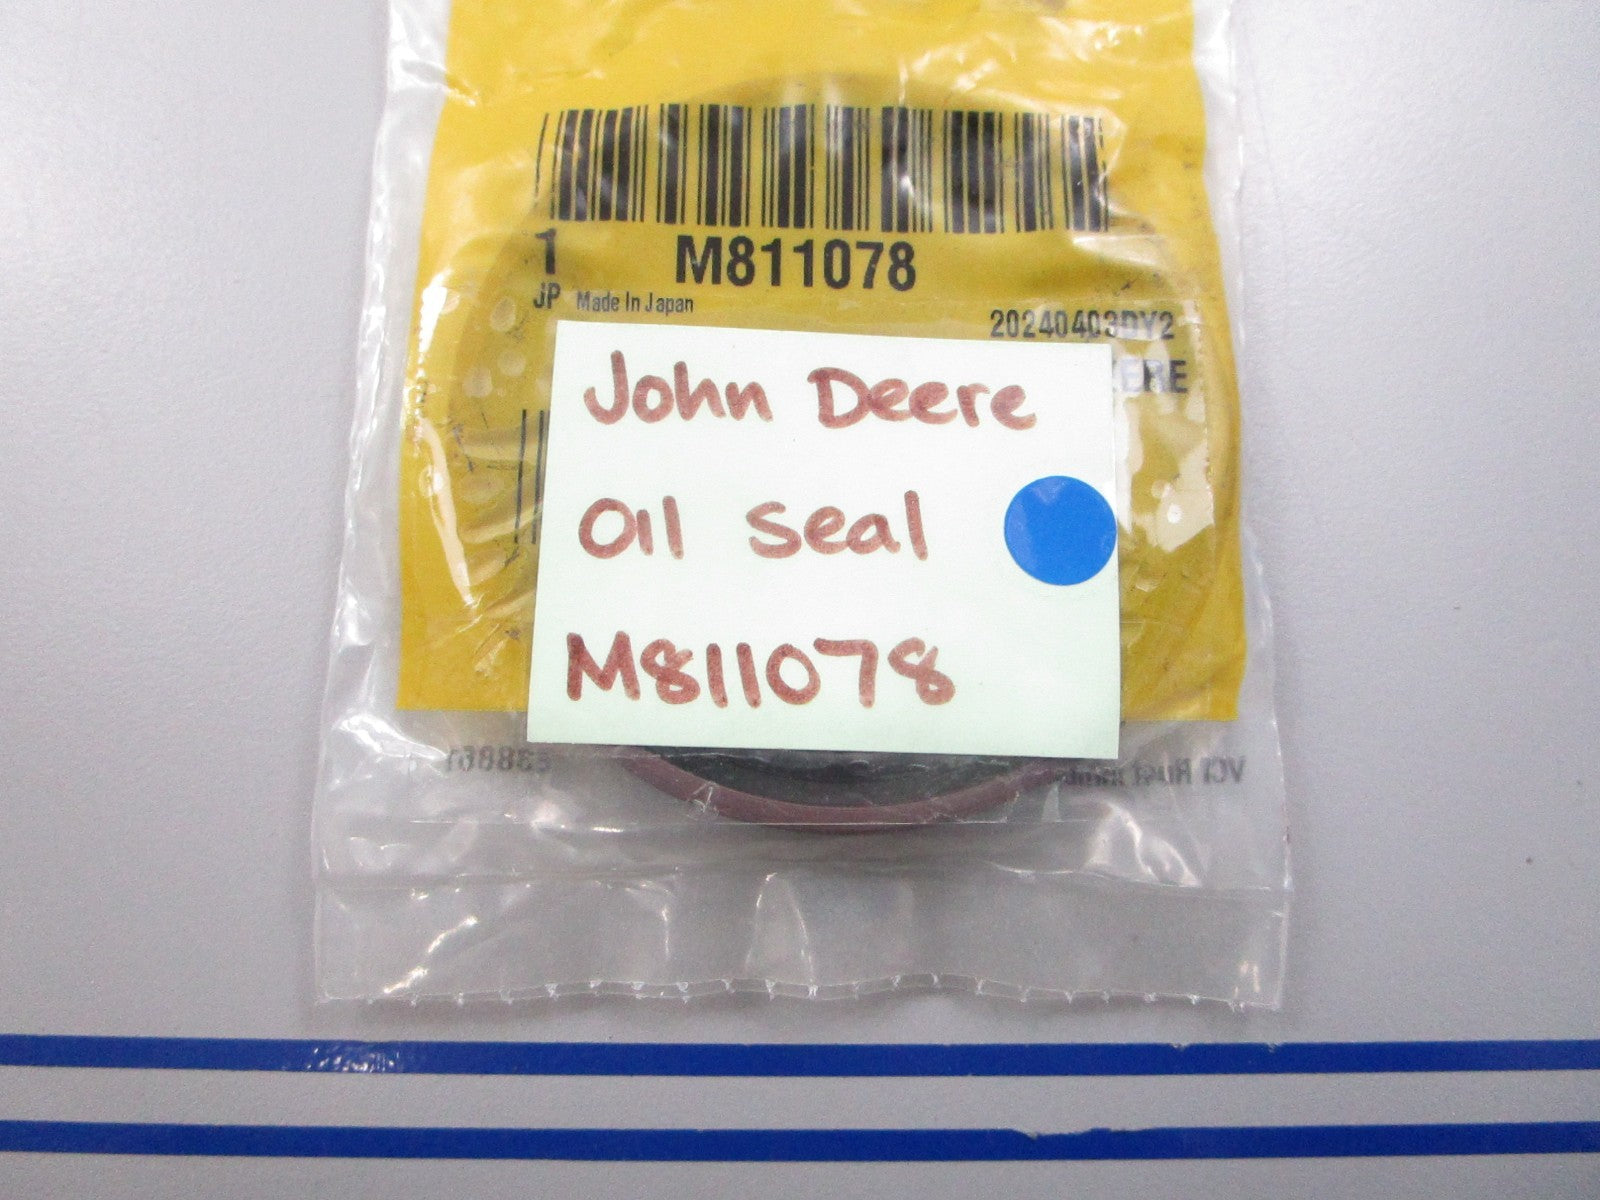 1 M811078
JP Made In Japan
20240403DY2
John Deere
Oil Seal
M811078